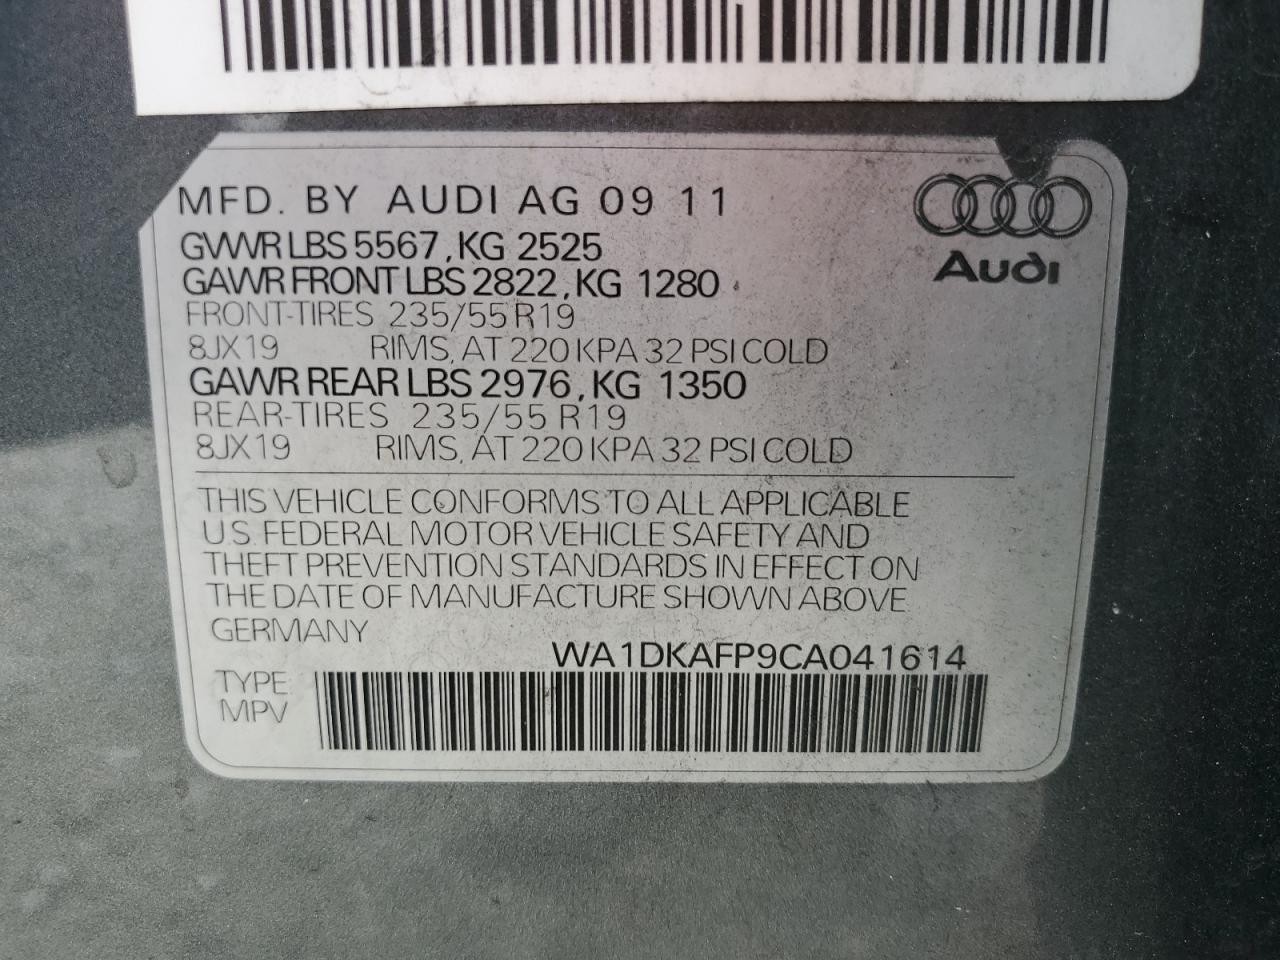 MFD. BY AUDI AG 09 11
Audi
GVWR LBS 5567, KG 2525
GAWR FRONT LBS 2822, KG 1280
FRONT-TIRES 235/55 R19
8JX19 RIMS, AT 220 KPA 32 PSI COLD
GAWR REAR LBS 2976, KG 1350
REAR-TIRES 235/55 R19
8JX19 RIMS, AT 220 KPA 32 PSI COLD
THIS VEHICLE CONFORMS TO ALL APPLICABLE
U.S. FEDERAL MOTOR VEHICLE SAFETY AND
THEFT PREVENTION STANDARDS IN EFFECT ON
THE DATE OF MANUFACTURE SHOWN ABOVE
GERMANY
WA1DKAFP9CA041614
TYPE
MPV